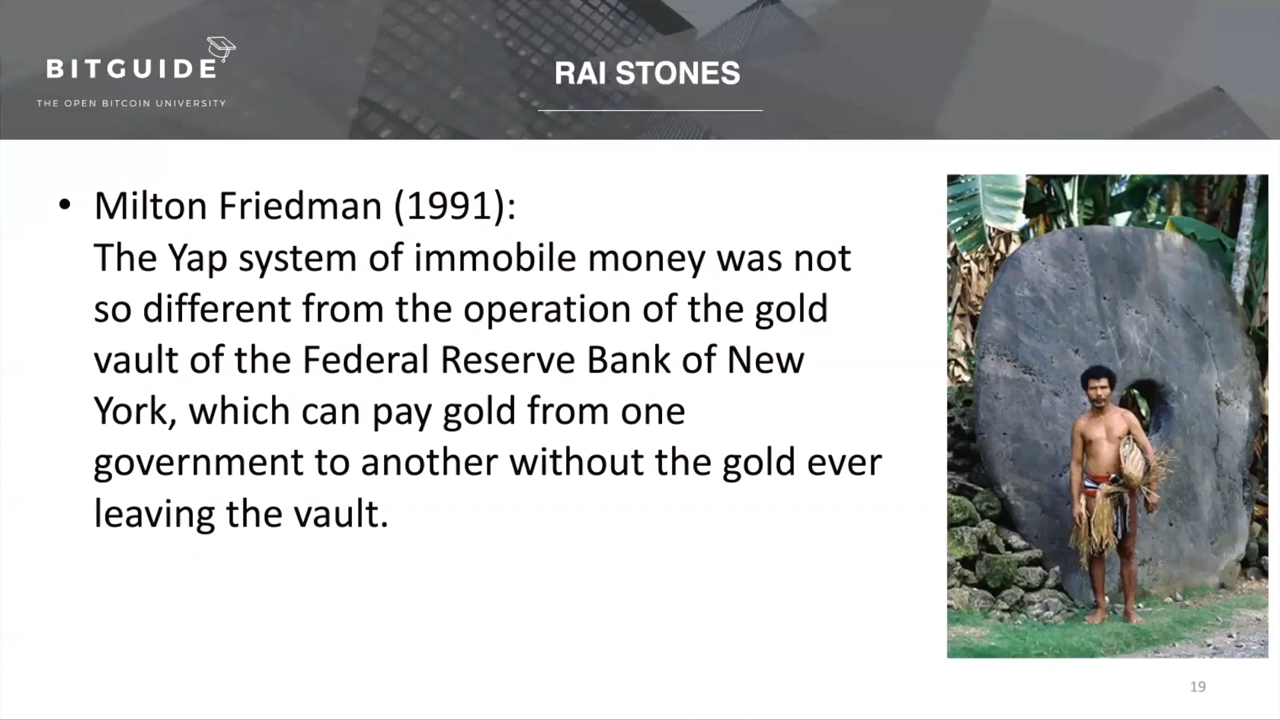 BITGUIDE
THE OPEN BITCOIN UNIVERSITY
RAI STONES
• Milton Friedman (1991):
The Yap system of immobile money was not
so different from the operation of the gold
vault of the Federal Reserve Bank of New
York, which can pay gold from one
government to another without the gold ever
leaving the vault.
19